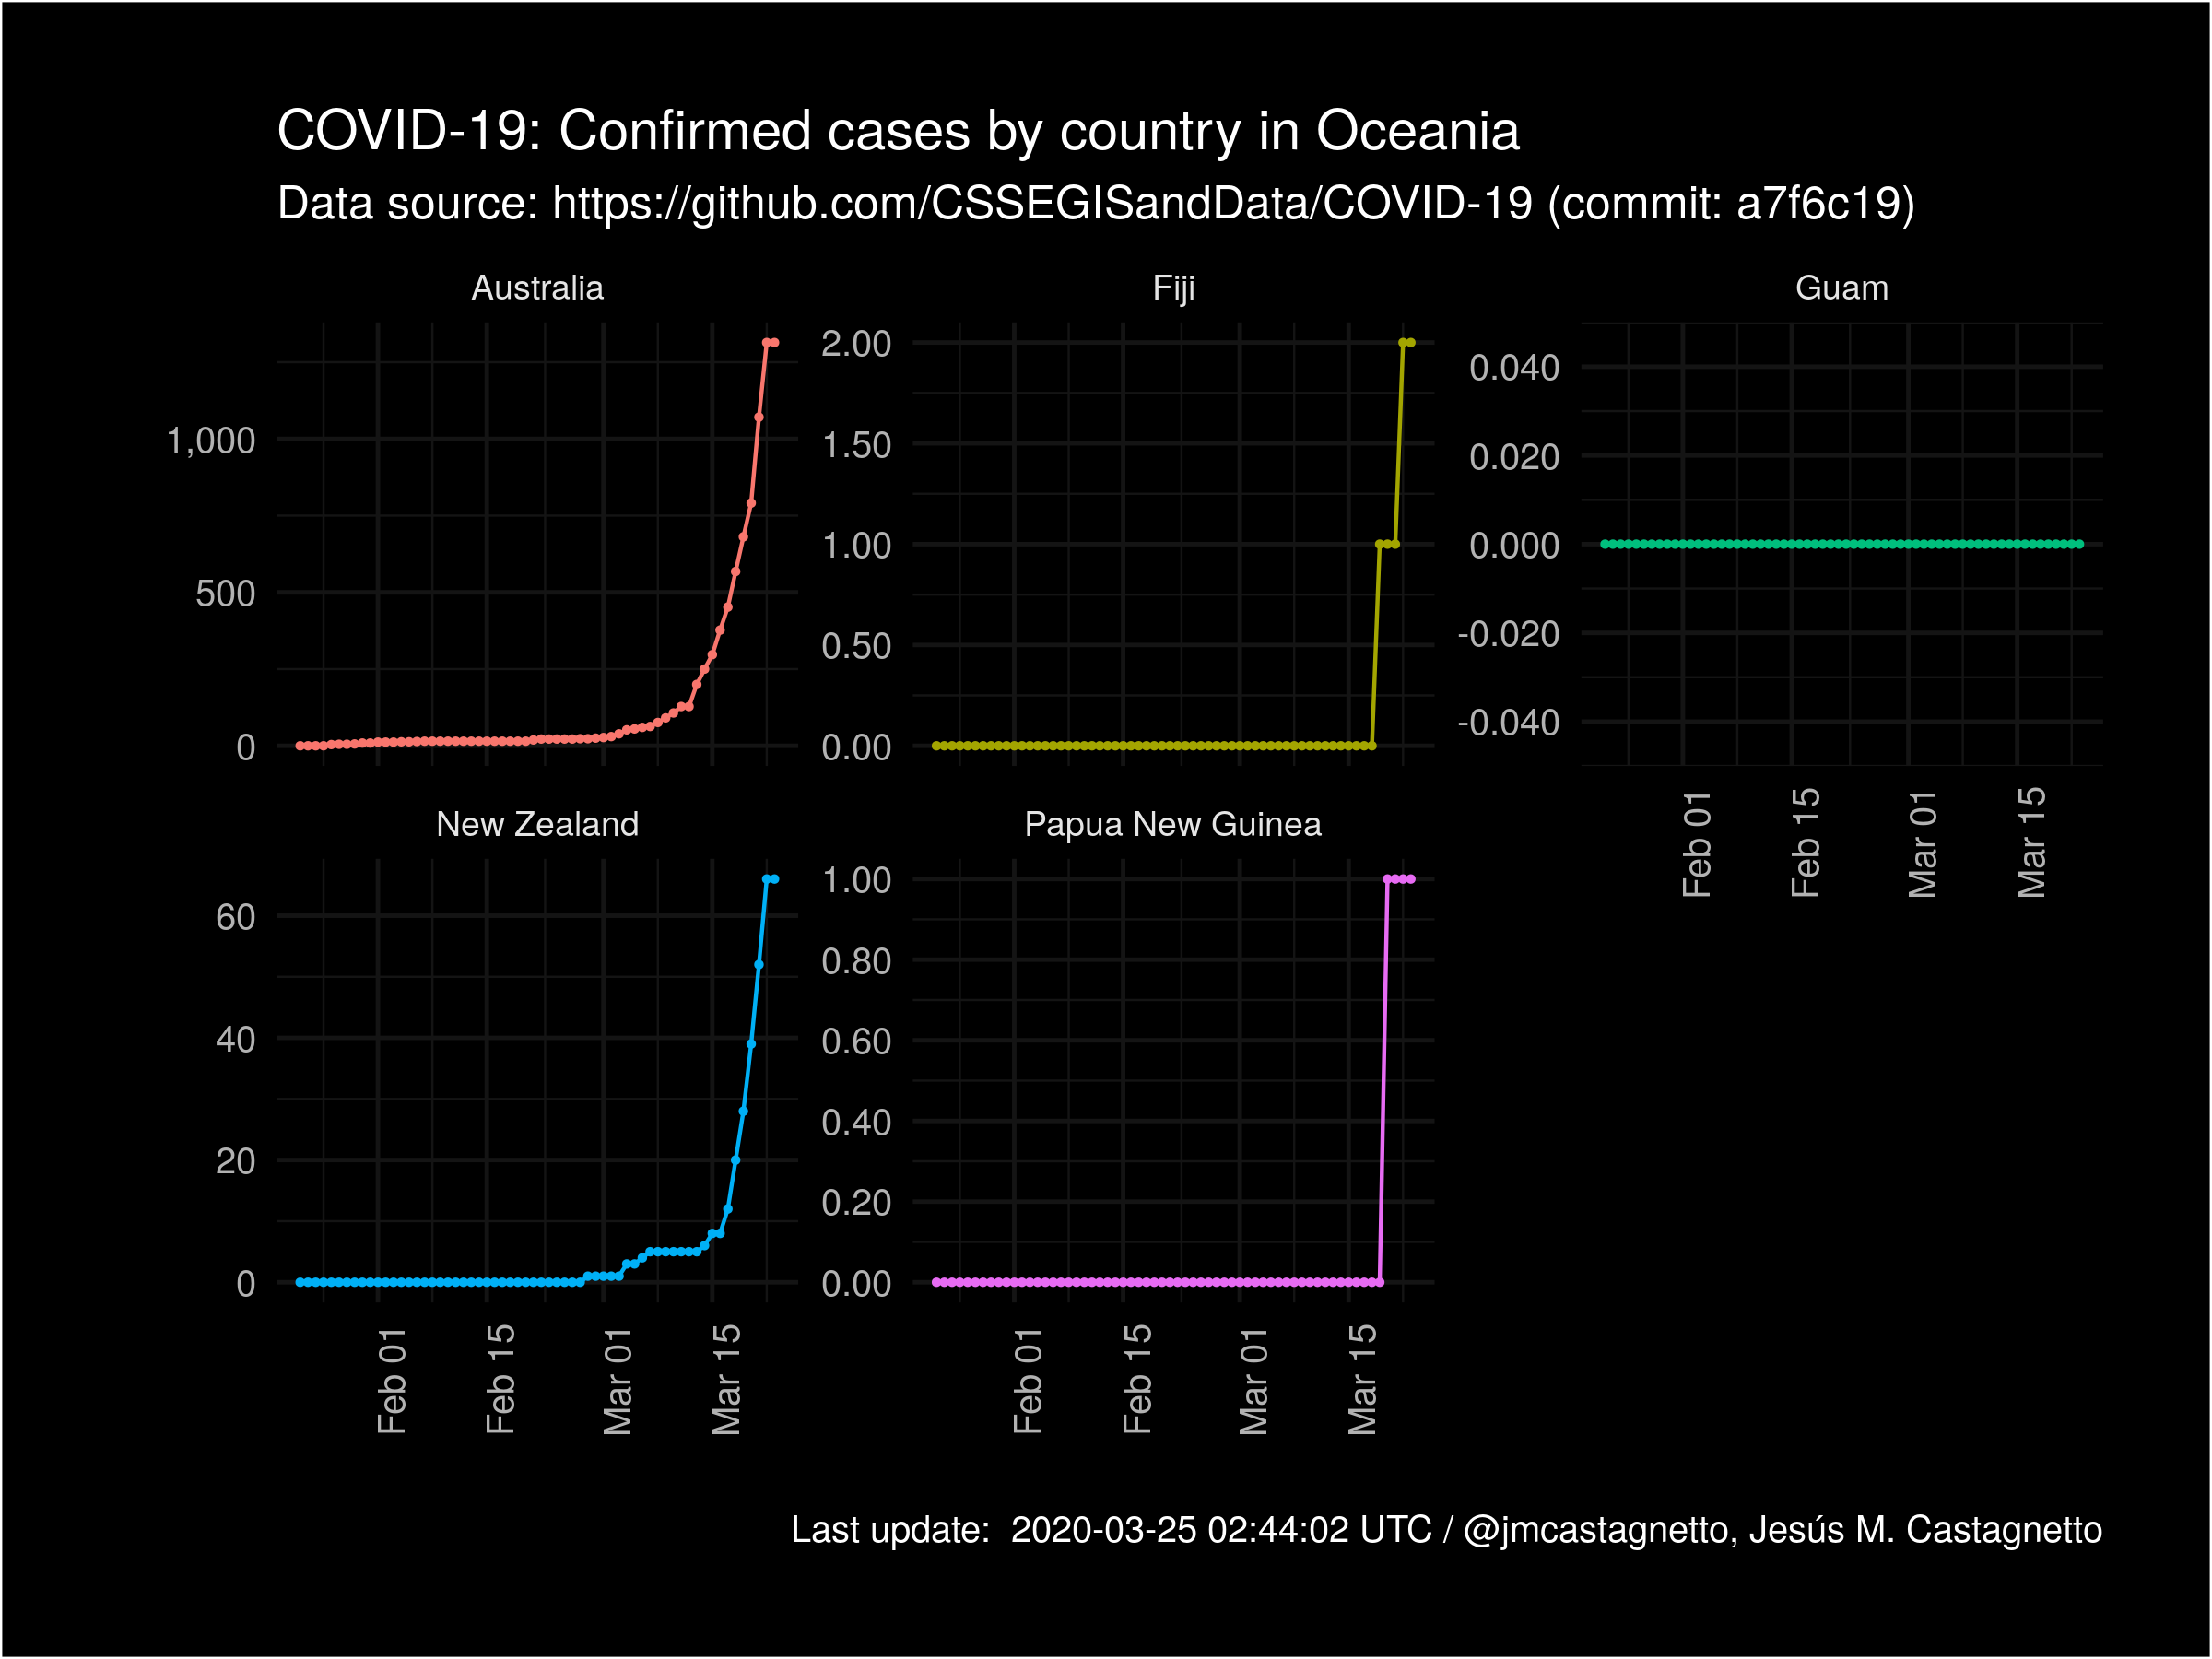 COVID-19: Confirmed cases by country in Oceania
Data source: https://github.com/CSSEGISandData/COVID-19 (commit: a7f6c19)
Australia
1,000
500
0
Fiji
2.00
1.50
1.00
0.50
0.00
Guam
0.040
0.020
0.000
-0.020
-0.040
Feb 01
Feb 15
Mar 01
Mar 15
New Zealand
60
40
20
0
Feb 01
Feb 15
Mar 01
Mar 15
Papua New Guinea
1.00
0.80
0.60
0.40
0.20
0.00
Feb 01
Feb 15
Mar 01
Mar 15
Last update:  2020-03-25 02:44:02 UTC / @jmcastagnetto, Jesús M. Castagnetto